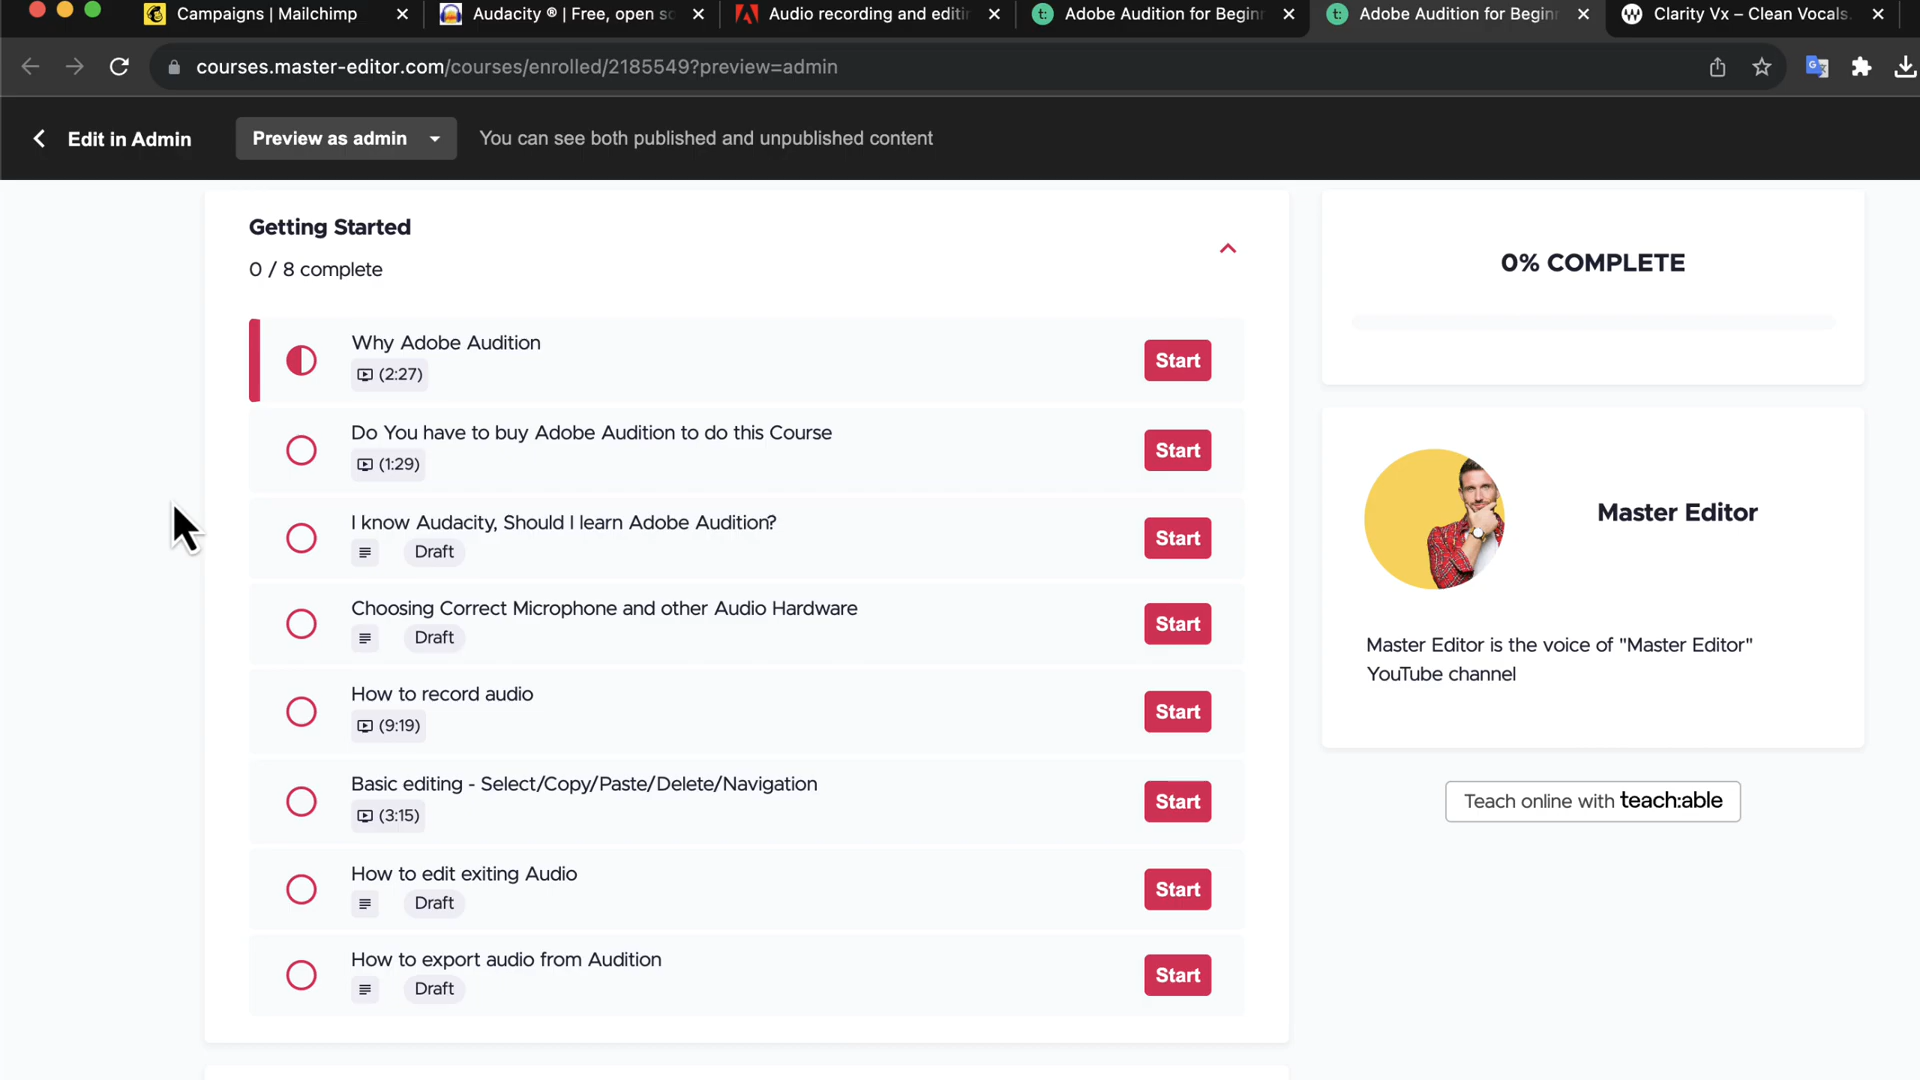 Campaigns | Mailchimp
Audacity ® | Free, open so
Audio recording and editin
Adobe Audition for Beginn
Adobe Audition for Beginn
Clarity Vx – Clean Vocals.
courses.master-editor.com/courses/enrolled/2185549?preview=admin
Edit in Admin
Preview as admin
You can see both published and unpublished content
Getting Started
0 / 8 complete
Why Adobe Audition
(2:27)
Start
Do You have to buy Adobe Audition to do this Course
(1:29)
Start
I know Audacity, Should I learn Adobe Audition?
Draft
Start
Choosing Correct Microphone and other Audio Hardware
Draft
Start
How to record audio
(9:19)
Start
Basic editing - Select/Copy/Paste/Delete/Navigation
(3:15)
Start
How to edit exiting Audio
Draft
Start
How to export audio from Audition
Draft
Start
0% COMPLETE
Master Editor
Master Editor is the voice of "Master Editor"
YouTube channel
Teach online with teach:able